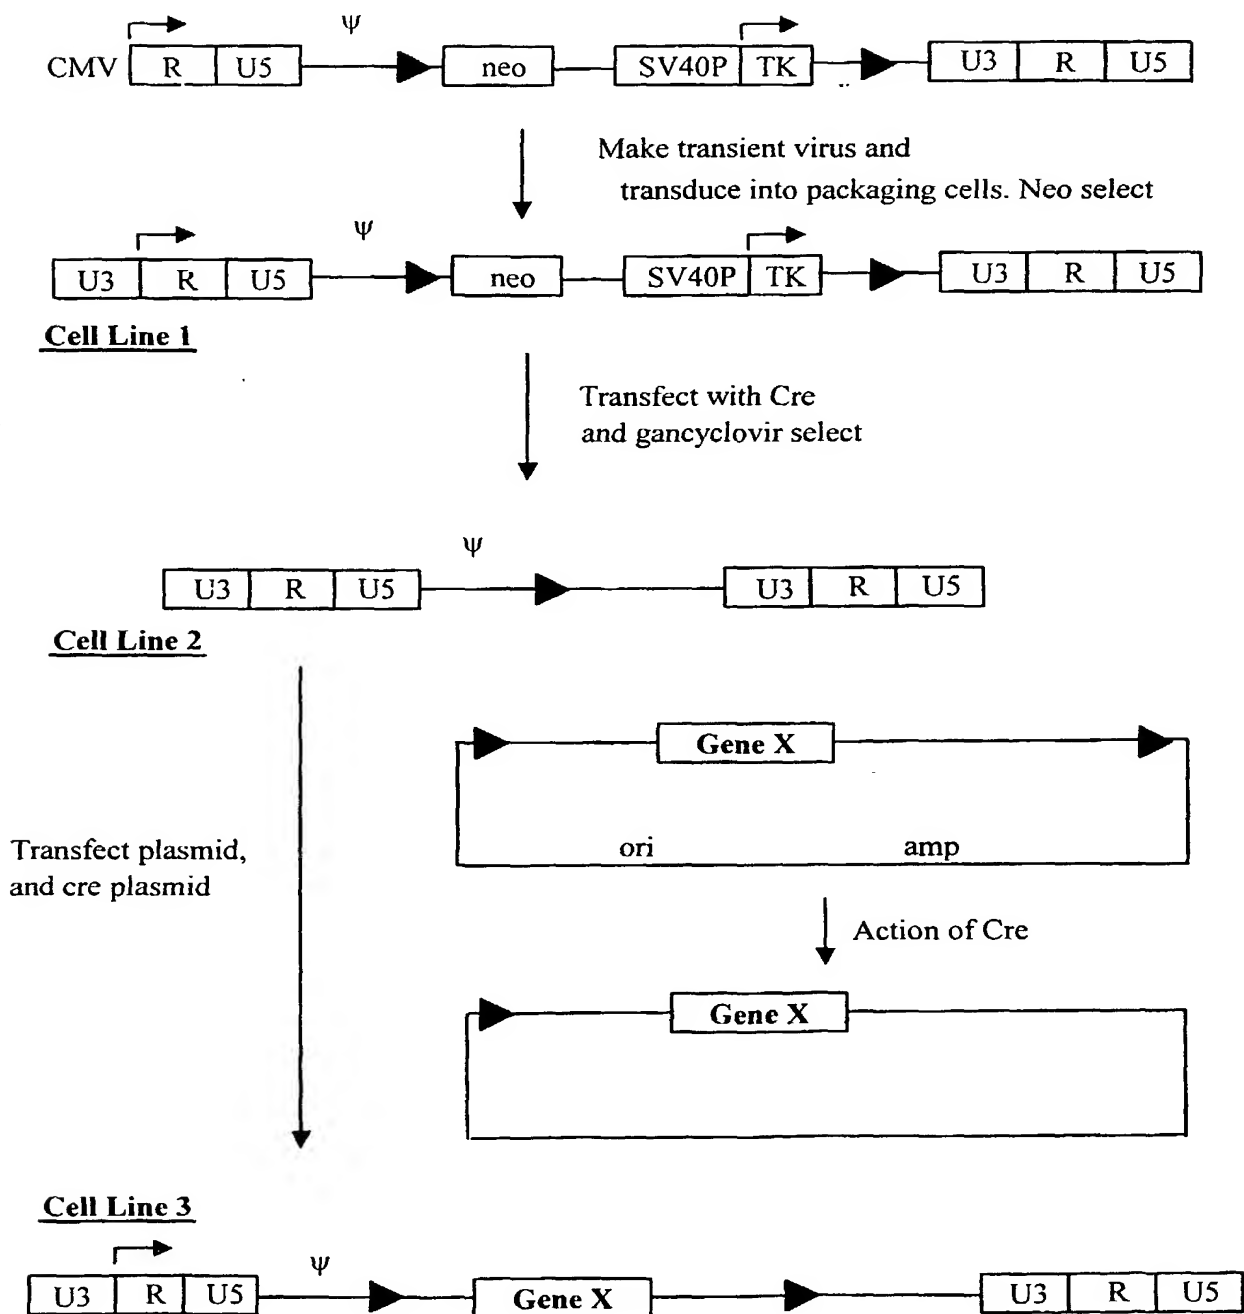 ψ
CMV R U5 neo SV40P TK U3 R U5
Make transient virus and
transduce into packaging cells. Neo select
ψ
U3 R U5 neo SV40P TK U3 R U5
Cell Line 1
Transfect with Cre
and gancyclovir select
ψ
U3 R U5 U3 R U5
Cell Line 2
Gene X
ori amp
Transfect plasmid,
and cre plasmid
Action of Cre
Gene X
Cell Line 3
ψ
U3 R U5 Gene X U3 R U5